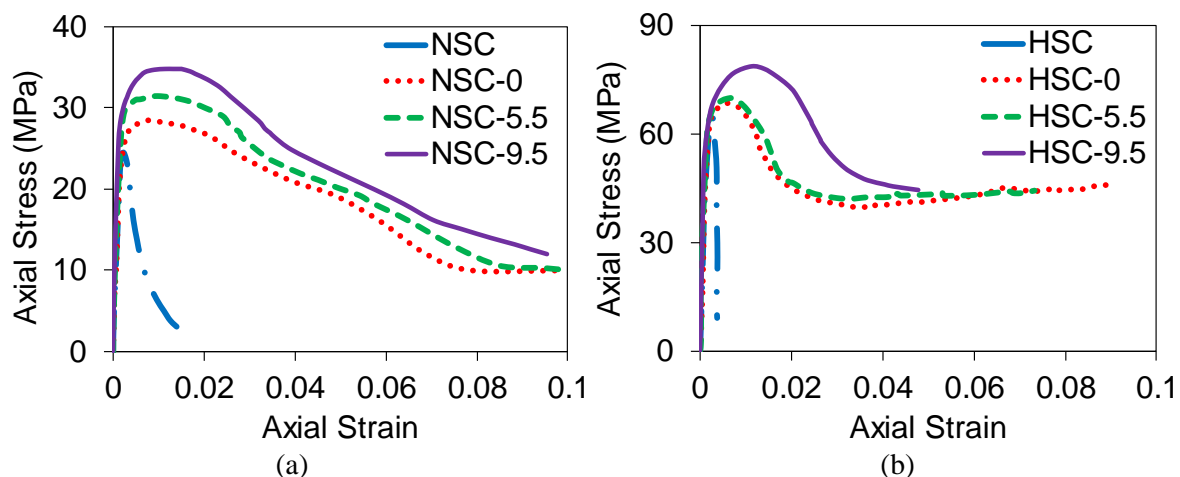 40
30
20
10
0
0
0.02
0.04
0.06
0.08
0.1
Axial Stress (MPa)
Axial Strain
NSC
NSC-0
NSC-5.5
NSC-9.5
(a)
90
60
30
0
0
0.02
0.04
0.06
0.08
0.1
Axial Stress (MPa)
Axial Strain
HSC
HSC-0
HSC-5.5
HSC-9.5
(b)